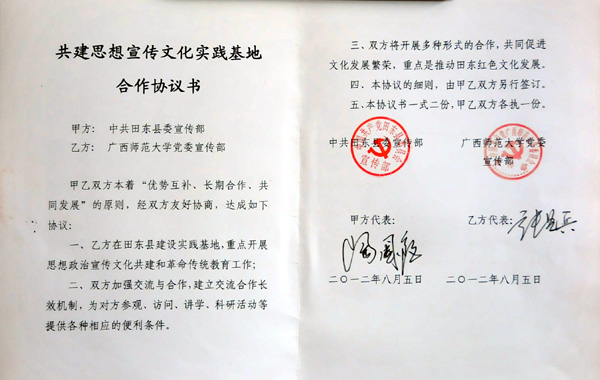 共建思想宣传文化实践基地
合作协议书
甲方：中共田东县委宣传部
乙方：广西师范大学党委宣传部
甲乙双方本着“优势互补、长期合作、共
同发展”的原则，经双方友好协商，达成如下
协议：
一、乙方在田东县建设实践基地，重点开展
思想政治宣传文化共建和革命传统教育工作；
二、双方加强交流与合作，建立交流合作长
效机制，为对方参观、访问、讲学、科研活动等
提供各种相应的便利条件。
三、双方将开展多种形式的合作，共同促进
文化发展繁荣，重点是推动田东红色文化发展。
四、本协议的细则，由甲乙双方另行签订。
五、本协议书一式二份，甲乙双方各执一份。
中共田东县委宣传部
广西师范大学党委
宣传部
宣传部
甲方代表：
乙方代表：
二〇一二年八月五日
二〇一二年八月五日